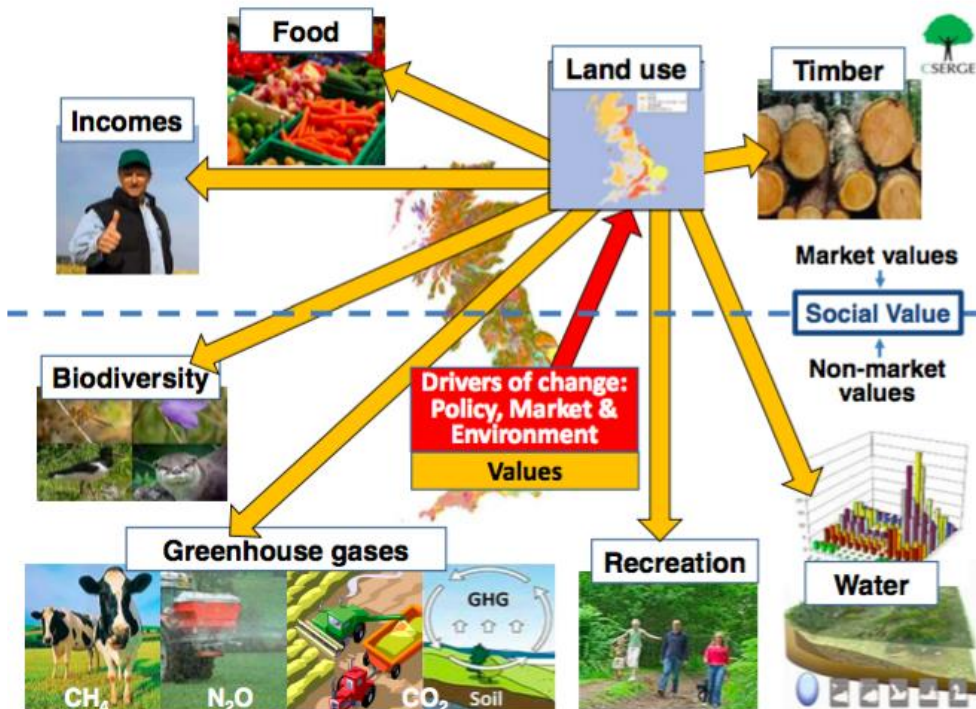 Food
Land use
Timber
CSERGE
Incomes
Market values
Social Value
Non-market
values
Biodiversity
Drivers of change:
Policy, Market &
Environment
Values
Greenhouse gases
Recreation
Water
GHG
CH₄
N₂O
CO₂
Soil